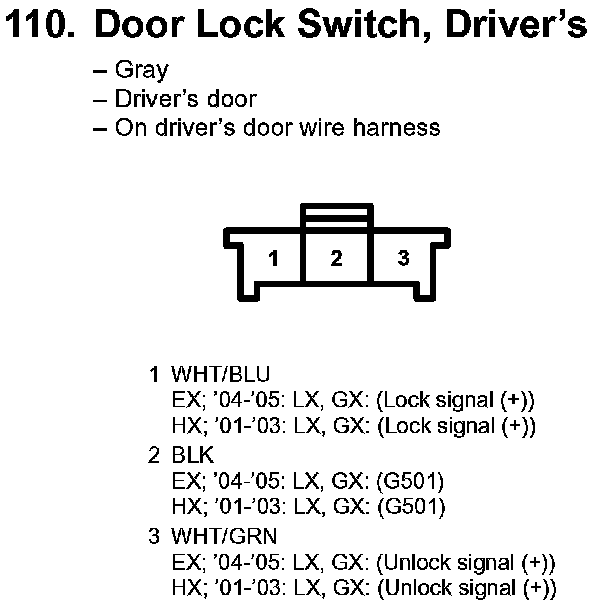 110. Door Lock Switch, Driver's
– Gray
– Driver's door
– On driver's door wire harness
1 2 3
1 WHT/BLU
EX; '04-'05: LX, GX: (Lock signal (+))
HX; '01-'03: LX, GX: (Lock signal (+))
2 BLK
EX; '04-'05: LX, GX: (G501)
HX; '01-'03: LX, GX: (G501)
3 WHT/GRN
EX; '04-'05: LX, GX: (Unlock signal (+))
HX; '01-'03: LX, GX: (Unlock signal (+))